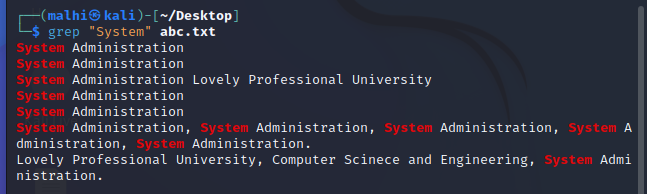 ┌──(malhi㉿kali)-[~/Desktop]
└─$ grep "System" abc.txt
System Administration
System Administration
System Administration Lovely Professional University
System Administration
System Administration
System Administration, System Administration, System Administration, System A
dministration, System Administration.
Lovely Professional University, Computer Scinece and Engineering, System Admi
nistration.